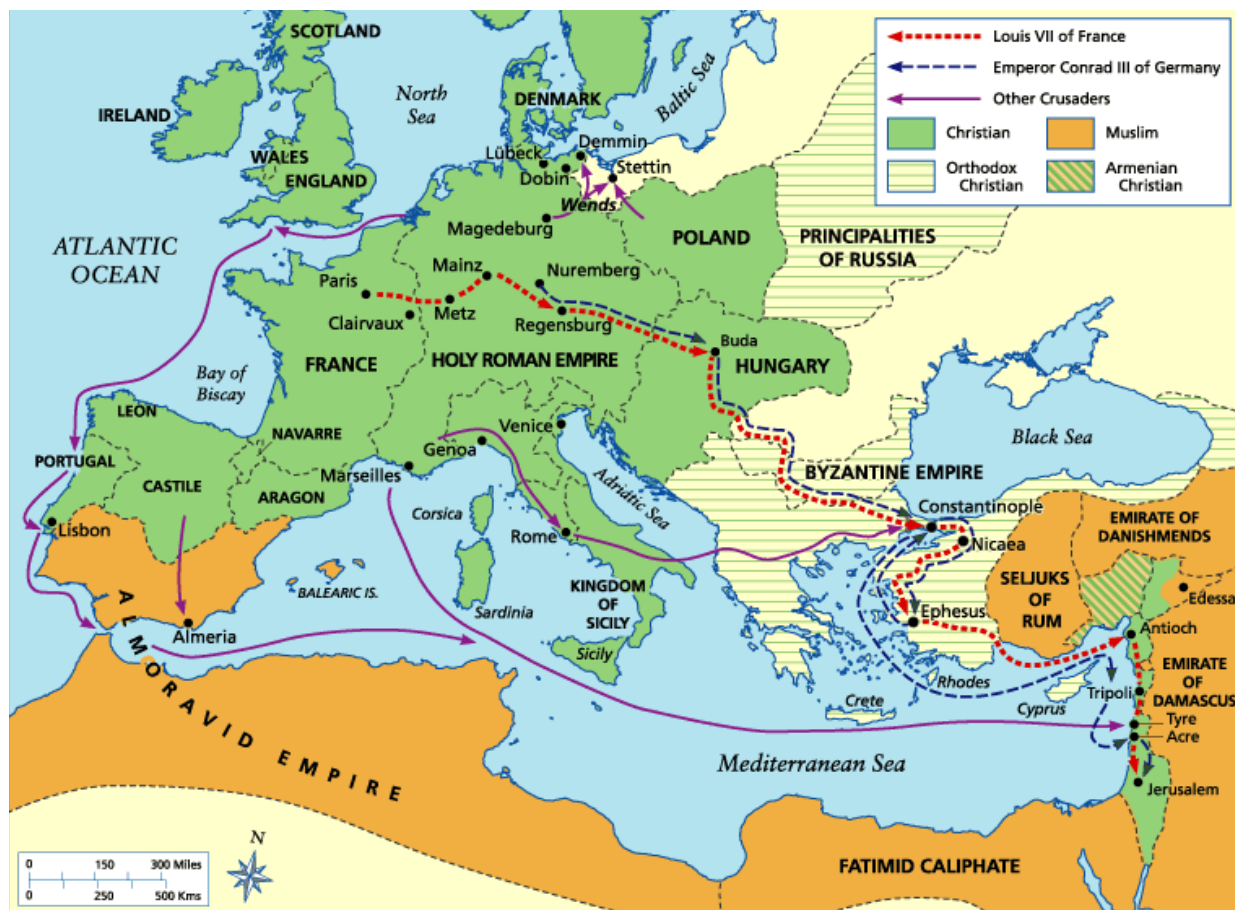 SCOTLAND
IRELAND
North
Sea
DENMARK
Baltic Sea
WALES
ENGLAND
Lübeck
Demmin
Dobin
Stettin
Wends
Magedeburg
POLAND
PRINCIPALITIES
OF RUSSIA
ATLANTIC
OCEAN
Paris
Mainz
Nuremberg
Clairvaux
Metz
Regensburg
Buda
FRANCE
HOLY ROMAN EMPIRE
HUNGARY
Bay of
Biscay
LEON
NAVARRE
Venice
Genoa
Black Sea
PORTUGAL
CASTILE
ARAGON
Marseilles
Adriatic Sea
BYZANTINE EMPIRE
Constantinople
Lisbon
Corsica
Rome
Nicaea
EMIRATE OF
DANISHMENDS
BALEARIC IS.
Sardinia
KINGDOM
OF
SICILY
SELJUKS
OF
RUM
Edessa
Almeria
Ephesus
Antioch
Sicily
Rhodes
Crete
Cyprus
Tripoli
EMIRATE
OF
DAMASCUS
Tyre
Acre
ALMORAVID EMPIRE
Mediterranean Sea
Jerusalem
FATIMID CALIPHATE
Louis VII of France
Emperor Conrad III of Germany
Other Crusaders
Christian
Muslim
Orthodox
Christian
Armenian
Christian
N
0 150 300 Miles
0 250 500 Kms